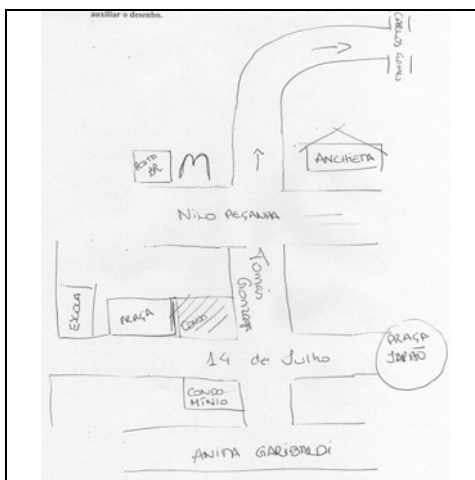 auxiliar o desenho.
CARLOS GOMES
POSTO
BR
ANCHIETA
NILO PEÇANHA
Tomas
Gonzaga
ESCOLA
PRAÇA
CONDO
14 de Julho
PRAÇA
JAPÃO
CONDO
MÍNIO
ANITA GARIBALDI